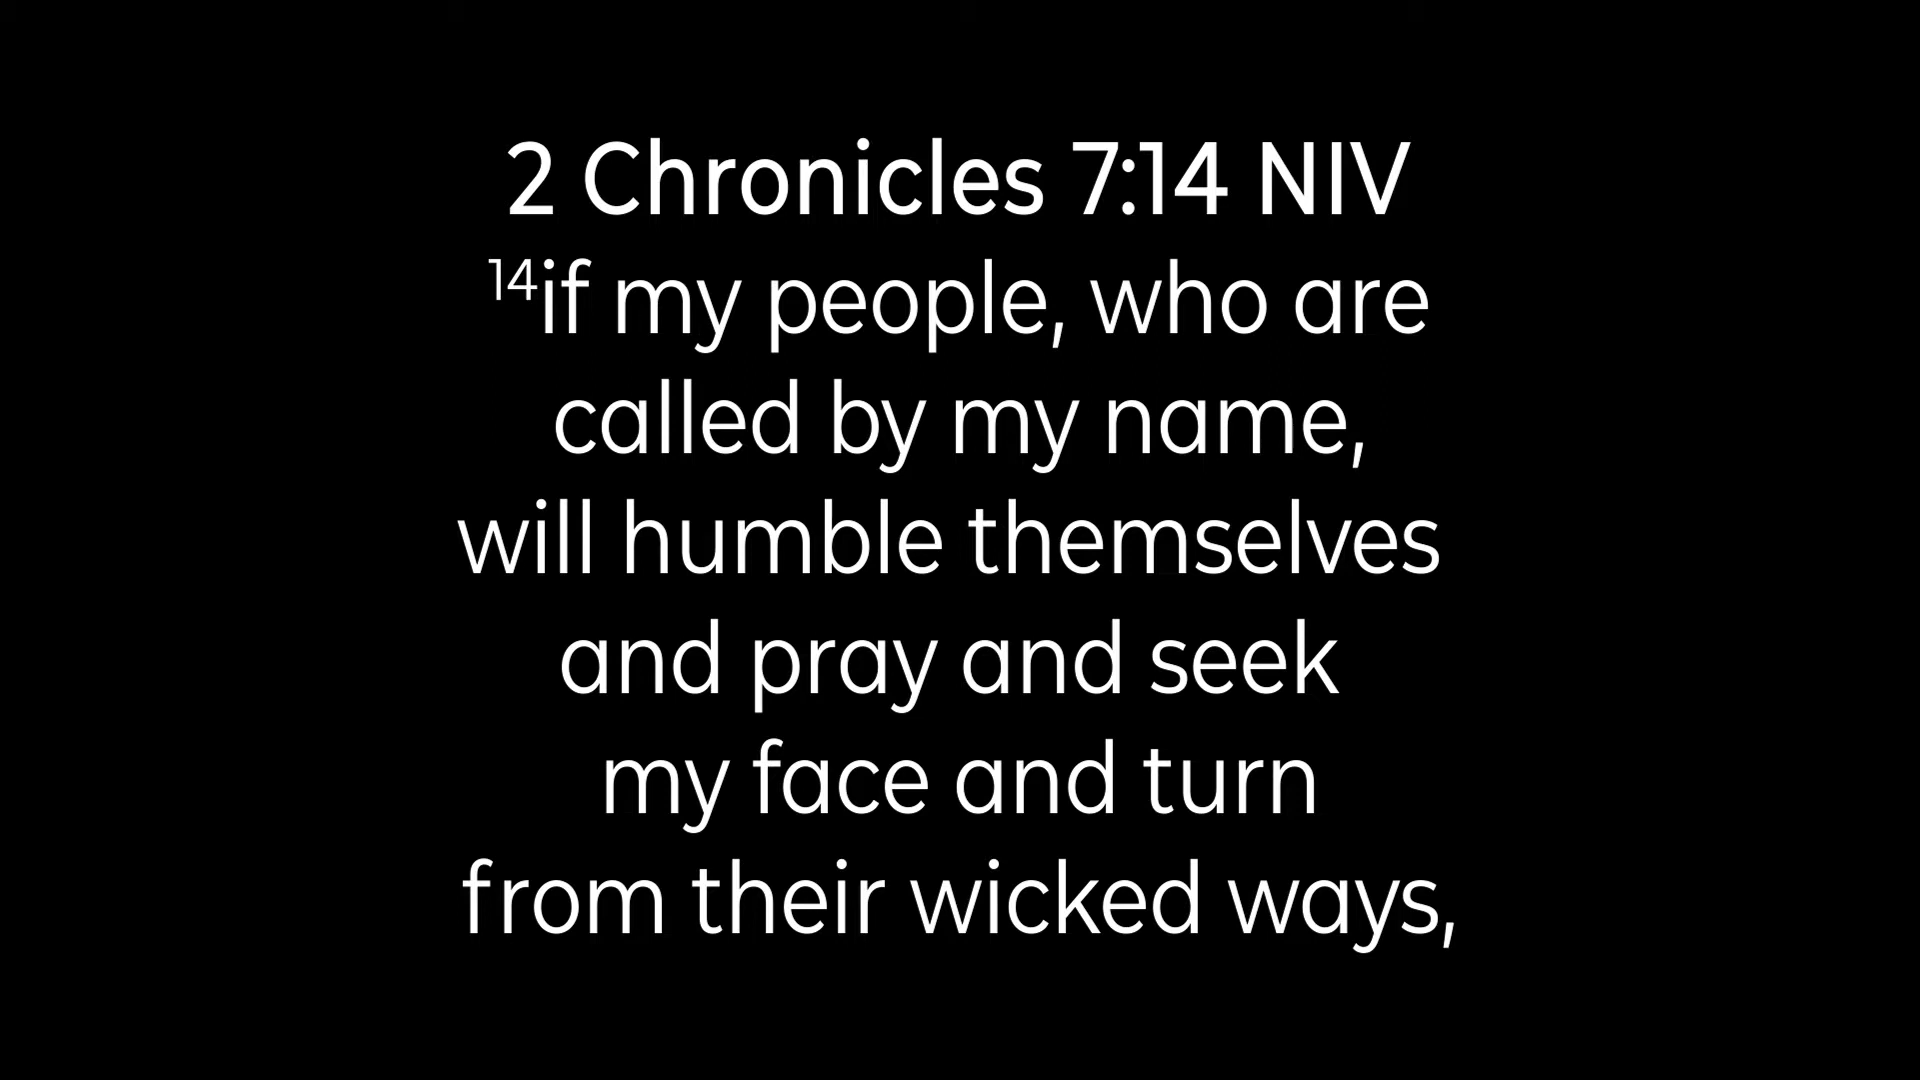 2 Chronicles 7:14 NIV
14if my people, who are
called by my name,
will humble themselves
and pray and seek
my face and turn
from their wicked ways,